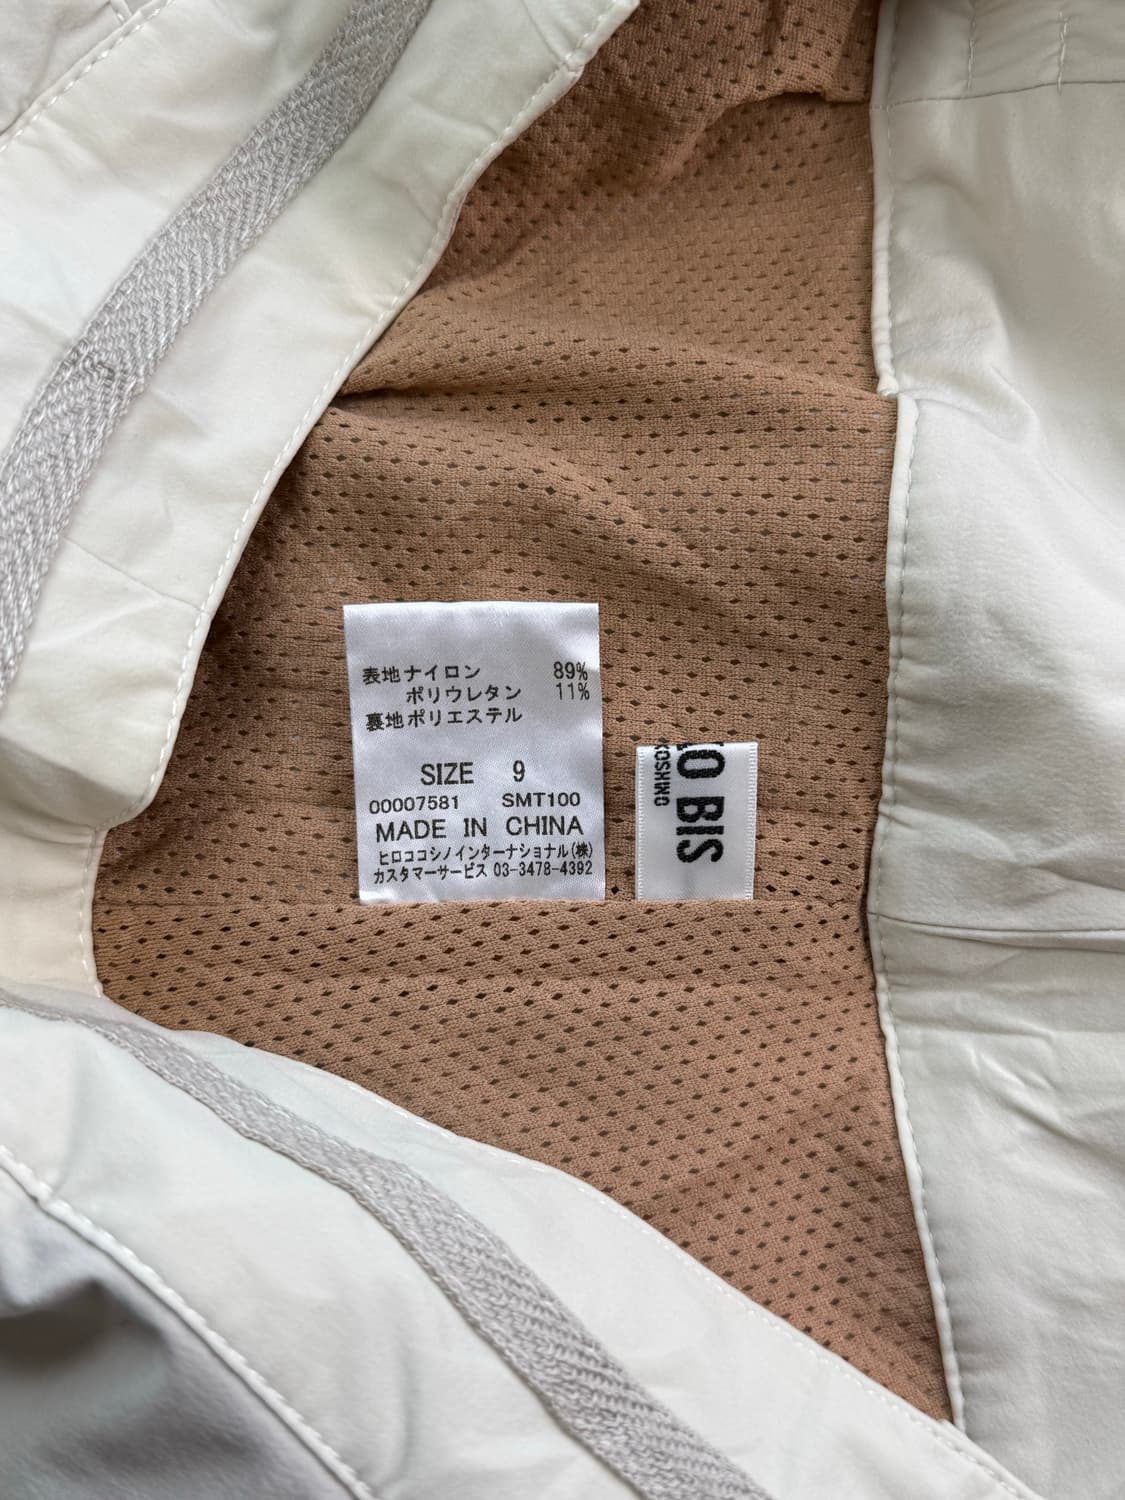 表地ナイロン 89%
ポリウレタン 11%
裏地ポリエステル
SIZE 9
00007581 SMT100
MADE IN CHINA
ヒロココシノインターナショナル(株)
カスタマーサービス 03-3478-4392
BIS